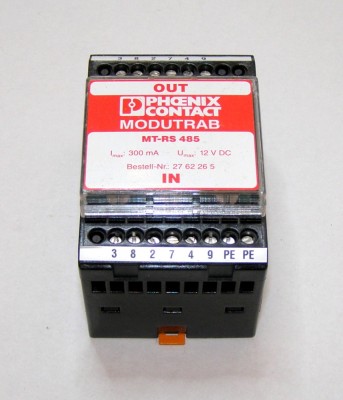 3 8 2 7 4 9
OUT
PHŒNIX
CONTACT
MODUTRAB
MT-RS 485
Imax: 300 mA Umax: 12 V DC
Bestell-Nr.: 27 62 26 5
IN
3 8 2 7 4 9 PE PE